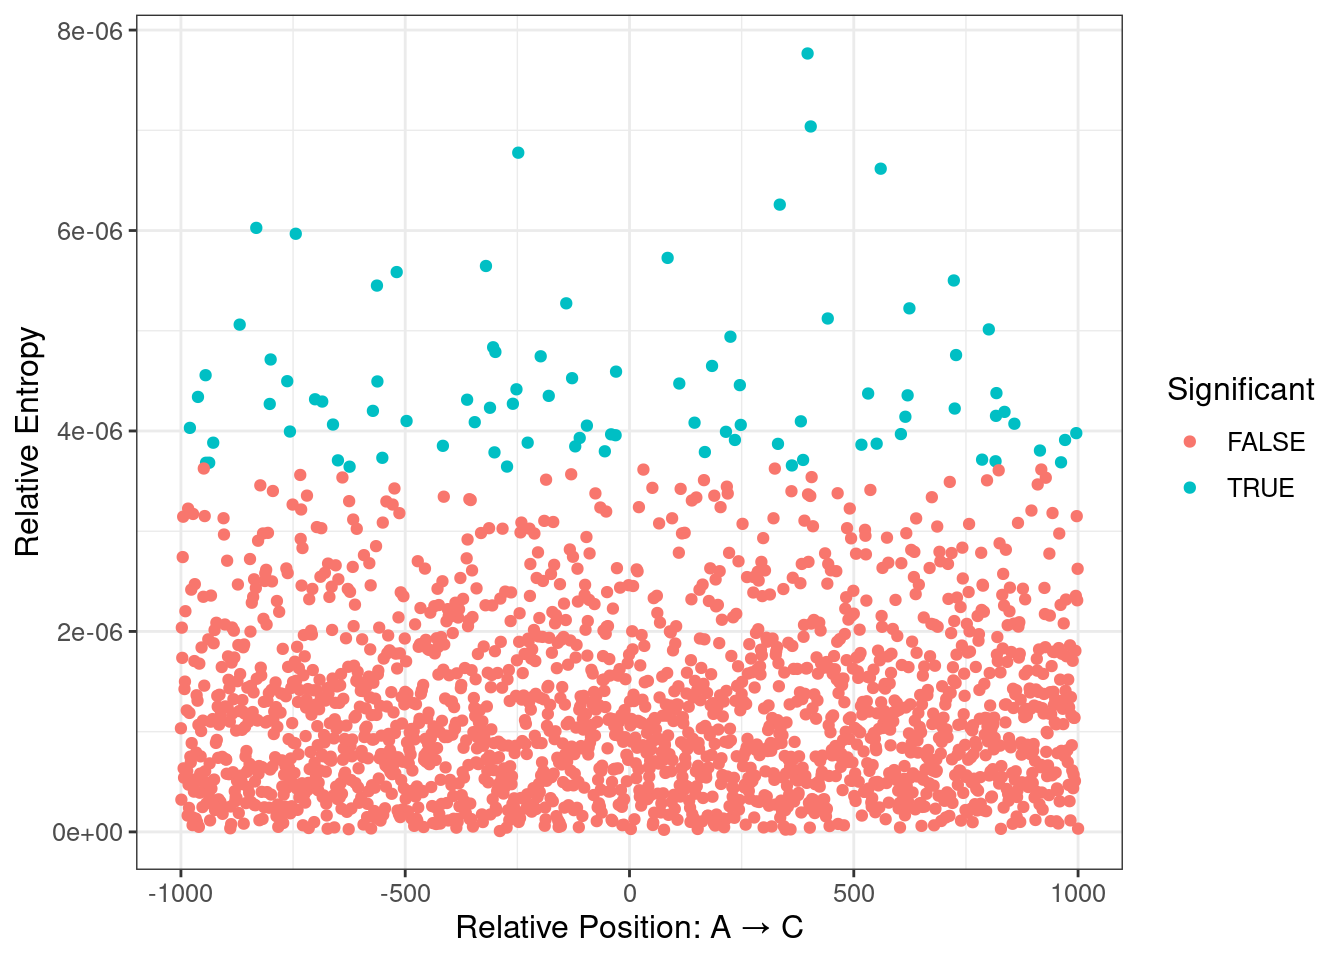 8e-06
6e-06
4e-06
2e-06
0e+00
Relative Entropy
-1000
-500
0
500
1000
Relative Position: A → C
Significant
FALSE
TRUE